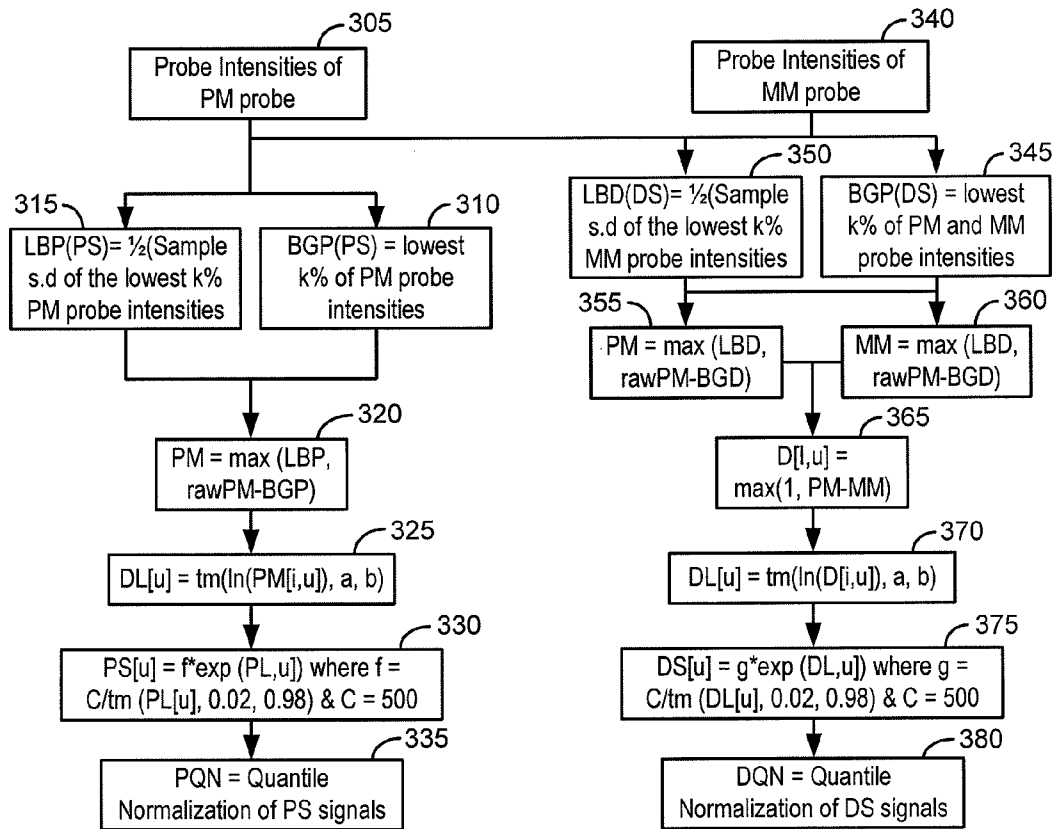 305
Probe Intensities of
PM probe
340
Probe Intensities of
MM probe
315
LBP(PS)= ½(Sample
s.d of the lowest k%
PM probe intensities)
310
BGP(PS) = lowest
k% of PM probe
intensities)
350
LBD(DS)= ½(Sample
s.d of the lowest k%
MM probe intensities)
345
BGP(DS) = lowest
k% of PM and MM
probe intensities)
355
PM = max (LBD,
rawPM-BGD)
360
MM = max (LBD,
rawPM-BGD)
320
PM = max (LBP,
rawPM-BGP)
365
D[I,u] =
max(1, PM-MM)
325
DL[u] = tm(ln(PM[i,u]), a, b)
370
DL[u] = tm(ln(D[i,u]), a, b)
330
PS[u] = f*exp (PL,u]) where f =
C/tm (PL[u], 0.02, 0.98) & C = 500
375
DS[u] = g*exp (DL,u]) where g =
C/tm (DL[u], 0.02, 0.98) & C = 500
335
PQN = Quantile
Normalization of PS signals
380
DQN = Quantile
Normalization of DS signals